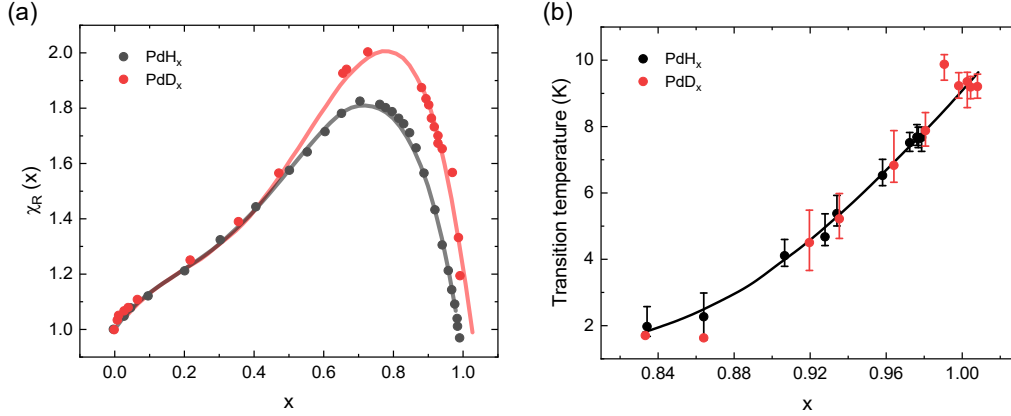 (a)
PdHx
PdDx
χR (x)
2.0
1.8
1.6
1.4
1.2
1.0
0.0 0.2 0.4 0.6 0.8 1.0
x
(b)
PdHx
PdDx
Transition temperature (K)
10
8
6
4
2
0.84 0.88 0.92 0.96 1.00
x